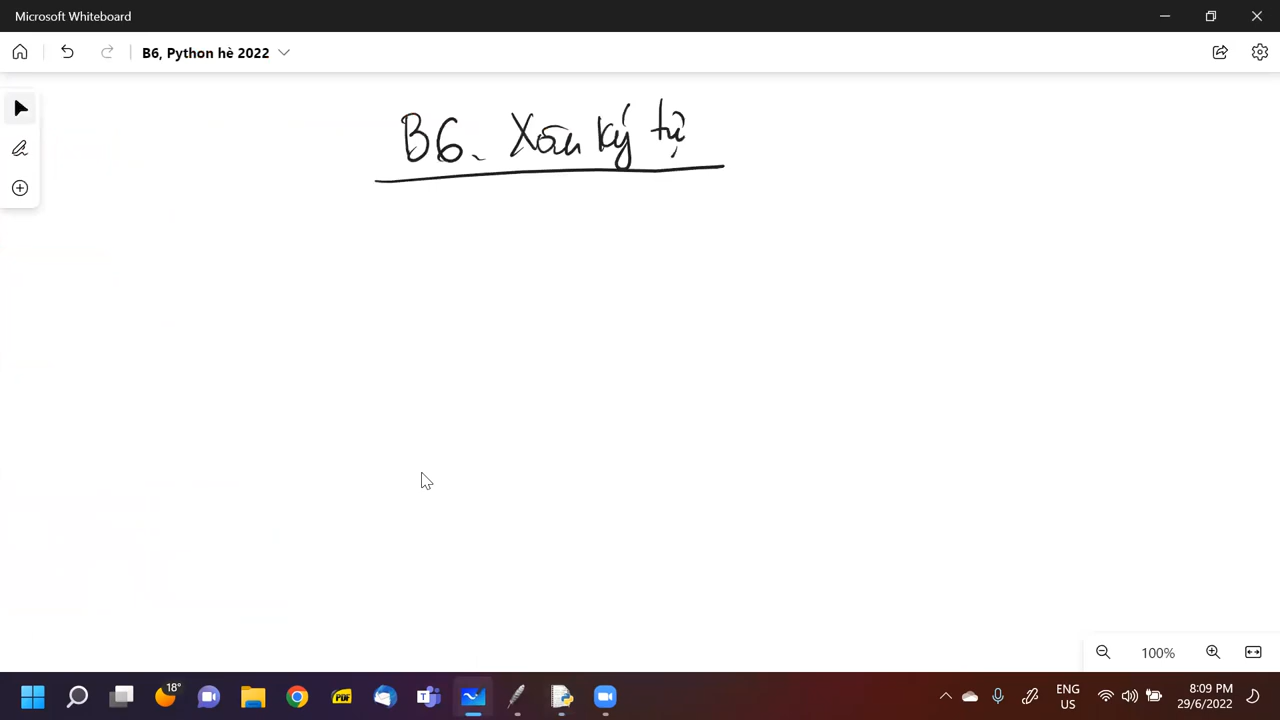 Microsoft Whiteboard
B6, Python hè 2022
B6. Xâu ký tự
100%
18°
PDF
ENG
US
8:09 PM
29/6/2022